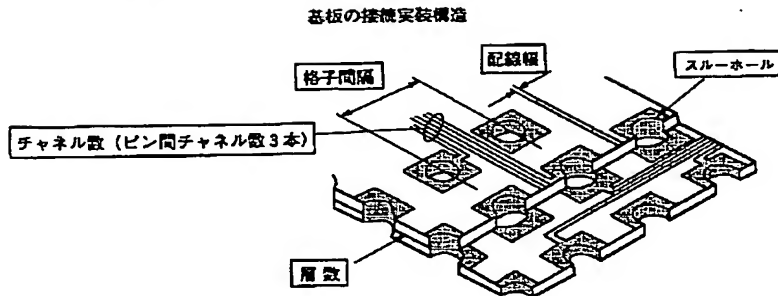 基板の接続実装構造
格子間隔
配線幅
スルーホール
チャネル数（ピン間チャネル数3本）
層数